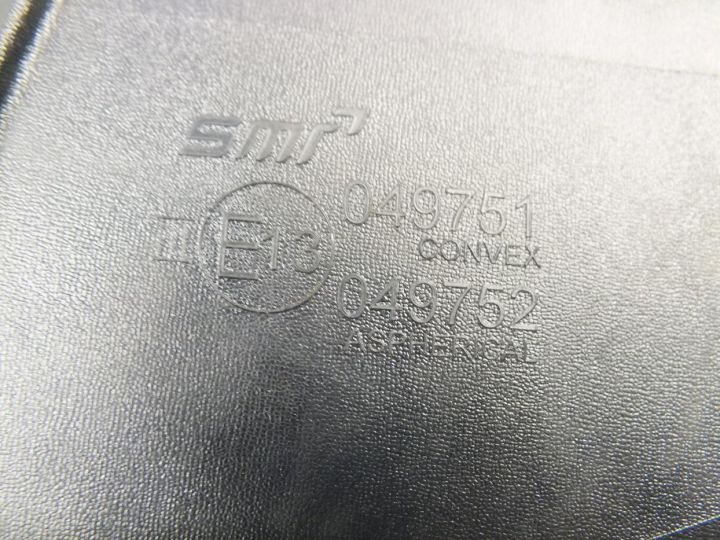 smr
049751
CONVEX
III E13
049752
ASPHERICAL